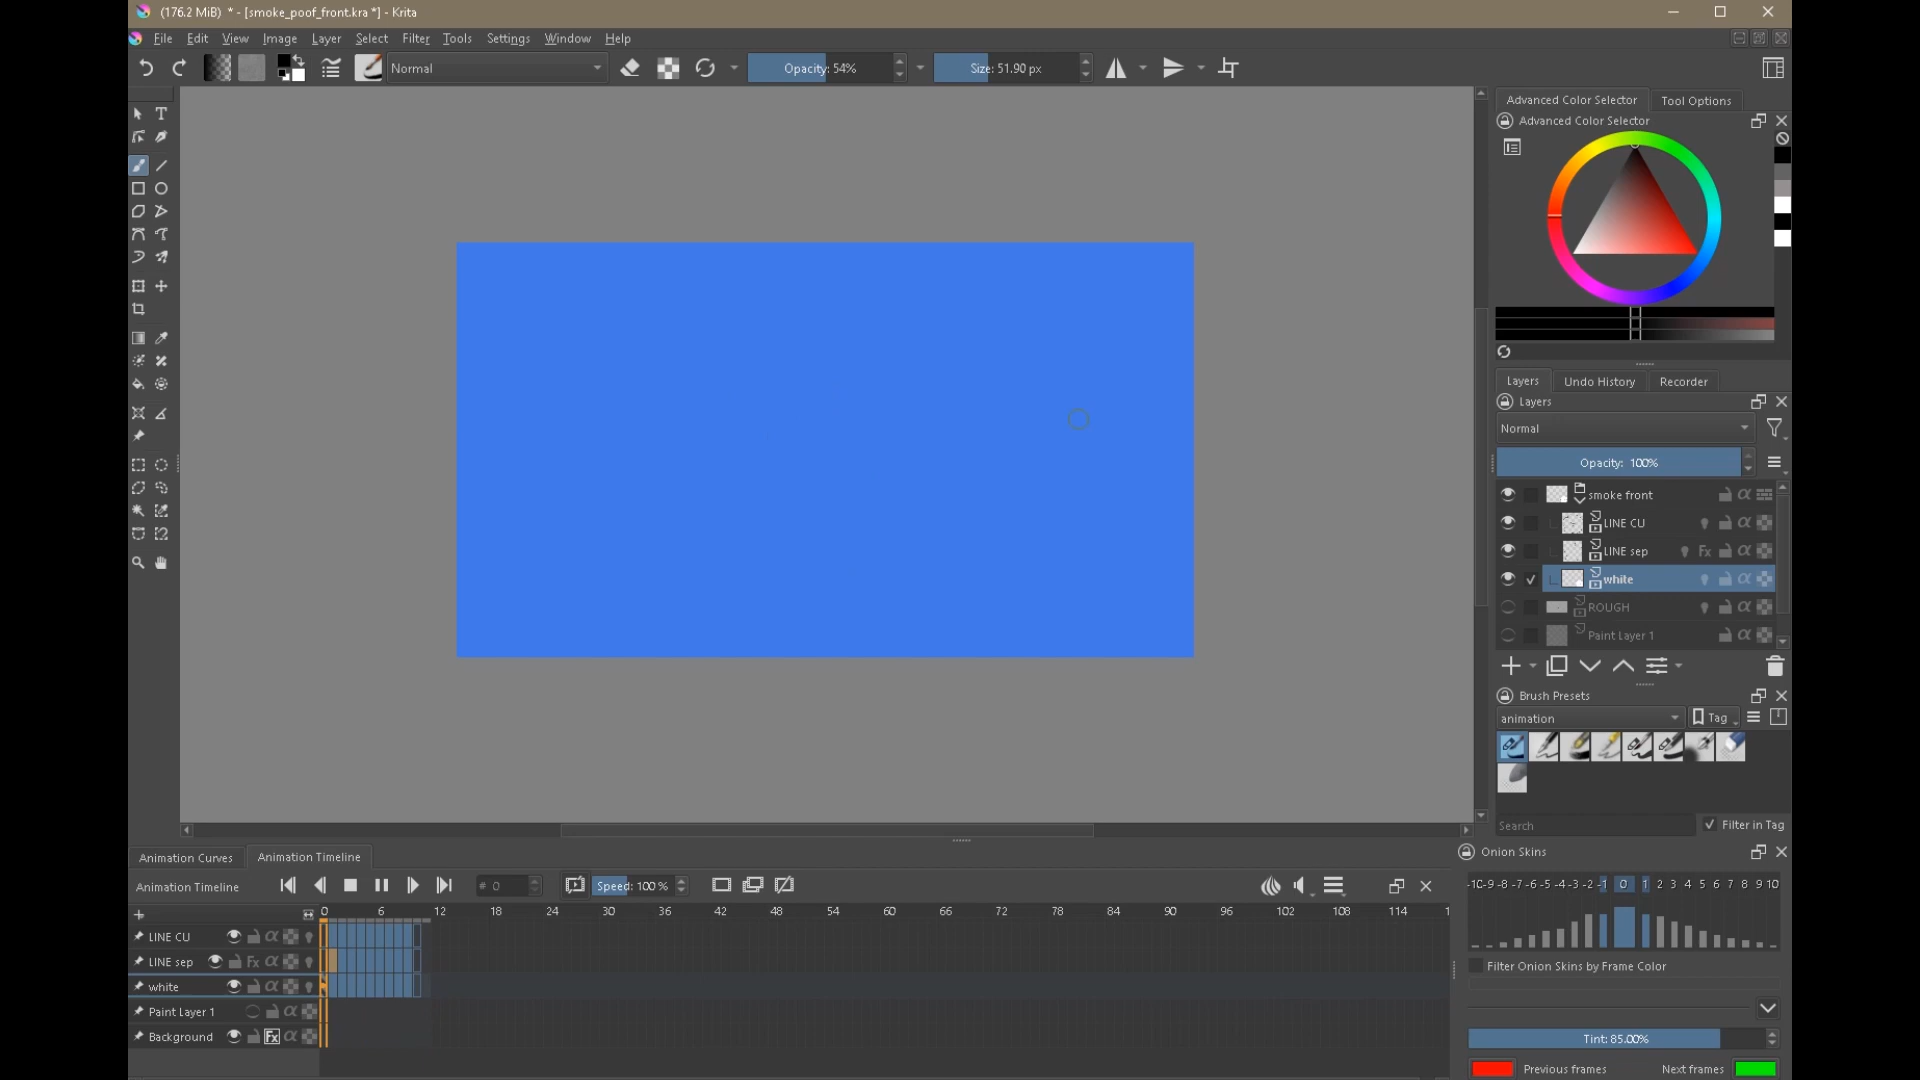 (176.2 MiB) * - [smoke_poof_front.kra *] - Krita
File Edit View Image Layer Select Filter Tools Settings Window Help
Normal Opacity: 54% Size: 51.90 px
Advanced Color Selector Tool Options
Advanced Color Selector
Layers Undo History Recorder
Layers
Normal
Opacity: 100%
smoke front
LINE CU
LINE sep Fx
white
ROUGH
Paint Layer 1
Brush Presets
animation Tag
Search Filter in Tag
Animation Curves Animation Timeline
Animation Timeline # 0 Speed: 100 %
0 6 12 18 24 30 36 42 48 54 60 66 72 78 84 90 96 102 108 114 1
LINE CU
LINE sep Fx
white
Paint Layer 1
Background Fx
Onion Skins
-10 -9 -8 -7 -6 -5 -4 -3 -2 -1 0 1 2 3 4 5 6 7 8 9 10
Filter Onion Skins by Frame Color
Tint: 85.00%
Previous frames Next frames